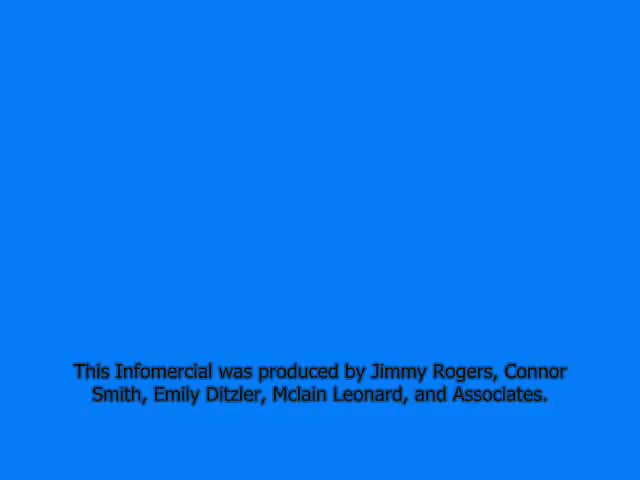 This Infomercial was produced by Jimmy Rogers, Connor
Smith, Emily Ditzler, Mclain Leonard, and Associates.